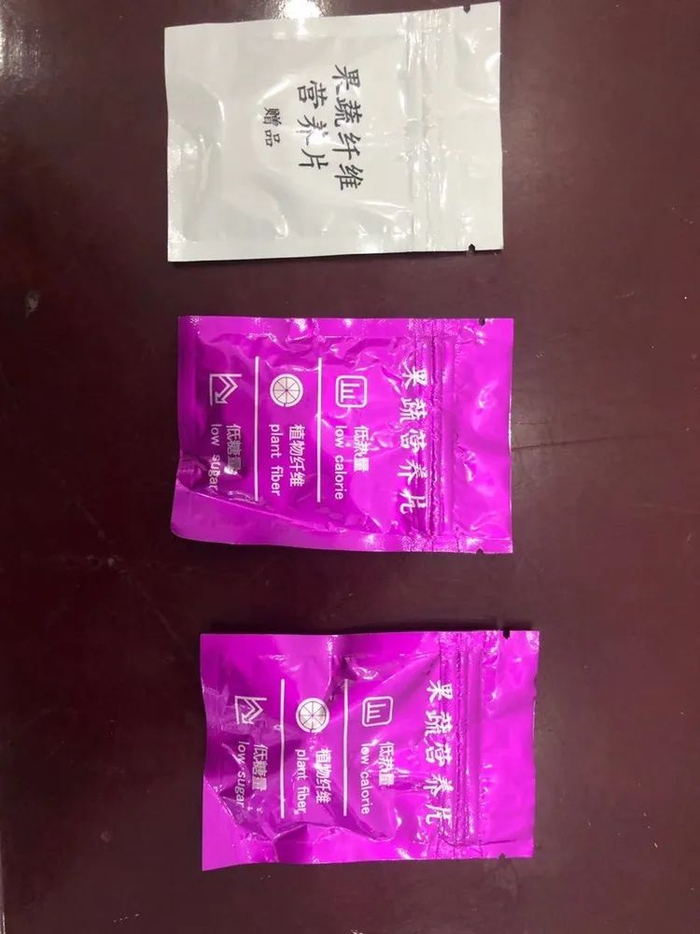 果蔬纤维
营养片
赠品
果蔬营养片
低热量
low calorie
植物纤维
plant fiber
低糖量
low sugar
果蔬营养片
低热量
low calorie
植物纤维
plant fiber
低糖量
low sugar